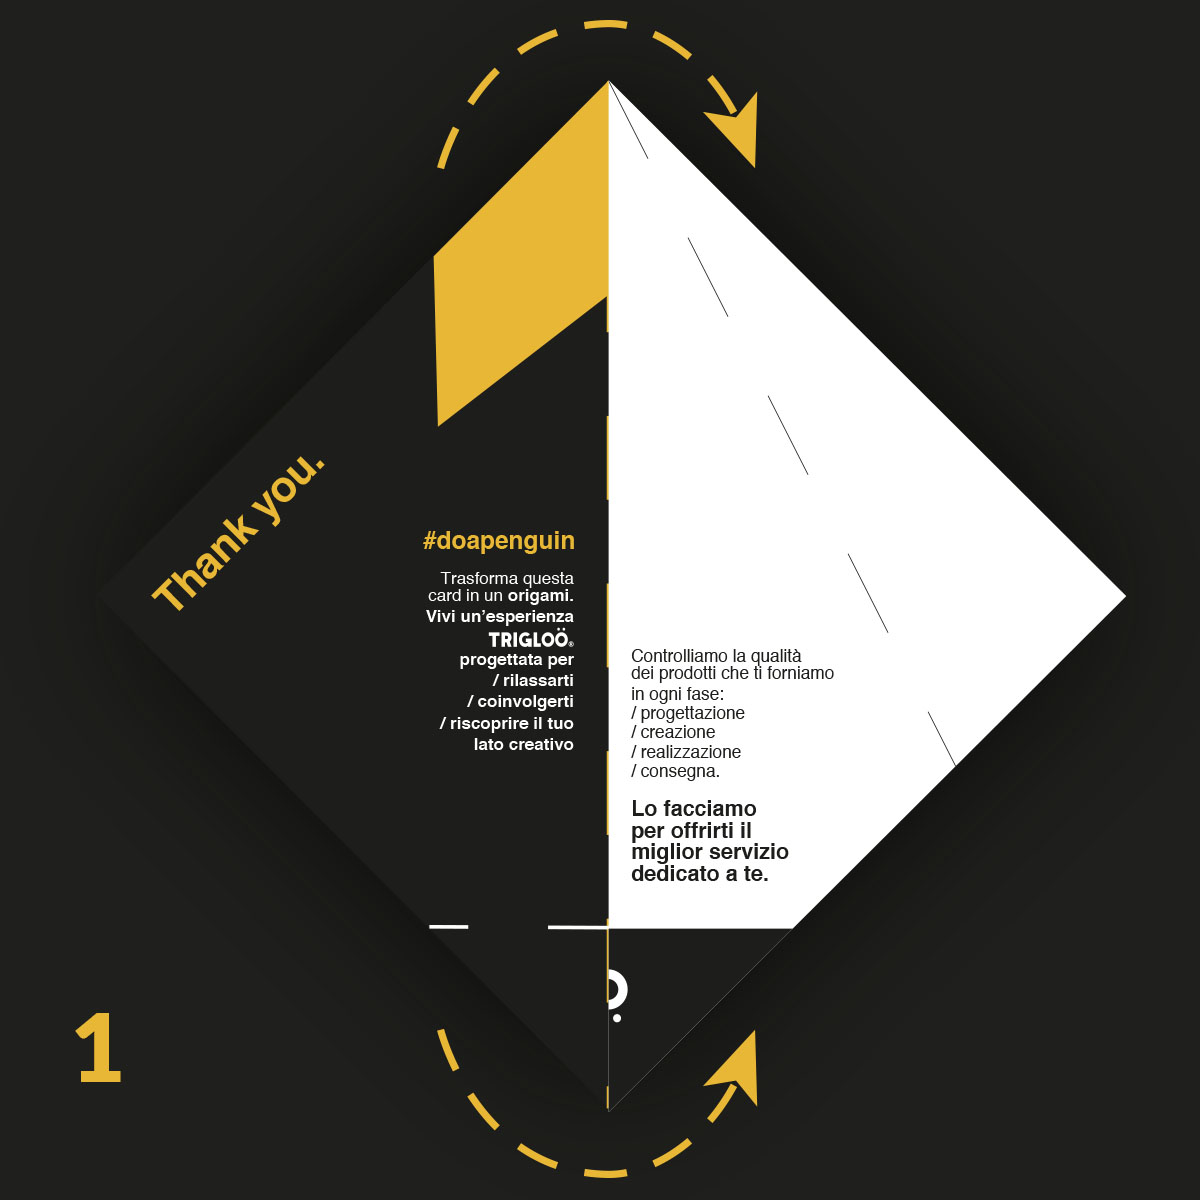 Thank you.
#doapenguin
Trasforma questa
card in un origami.
Vivi un'esperienza
TRIGLOÖ®
progettata per
/ rilassarti
/ coinvolgerti
/ riscoprire il tuo
lato creativo
Controlliamo la qualità
dei prodotti che ti forniamo
in ogni fase:
/ progettazione
/ creazione
/ realizzazione
/ consegna.
Lo facciamo
per offrirti il
miglior servizio
dedicato a te.
1